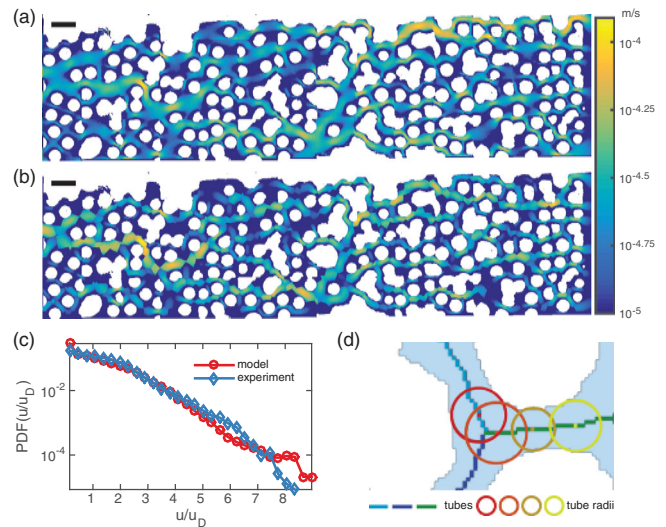 (a)
m/s
10⁻⁴
10⁻⁴·²⁵
10⁻⁴·⁵
10⁻⁴·⁷⁵
10⁻⁵
(b)
(c)
PDF(u/u_D)
10⁻²
10⁻⁴
model
experiment
1 2 3 4 5 6 7 8
u/u_D
(d)
tubes
tube radii